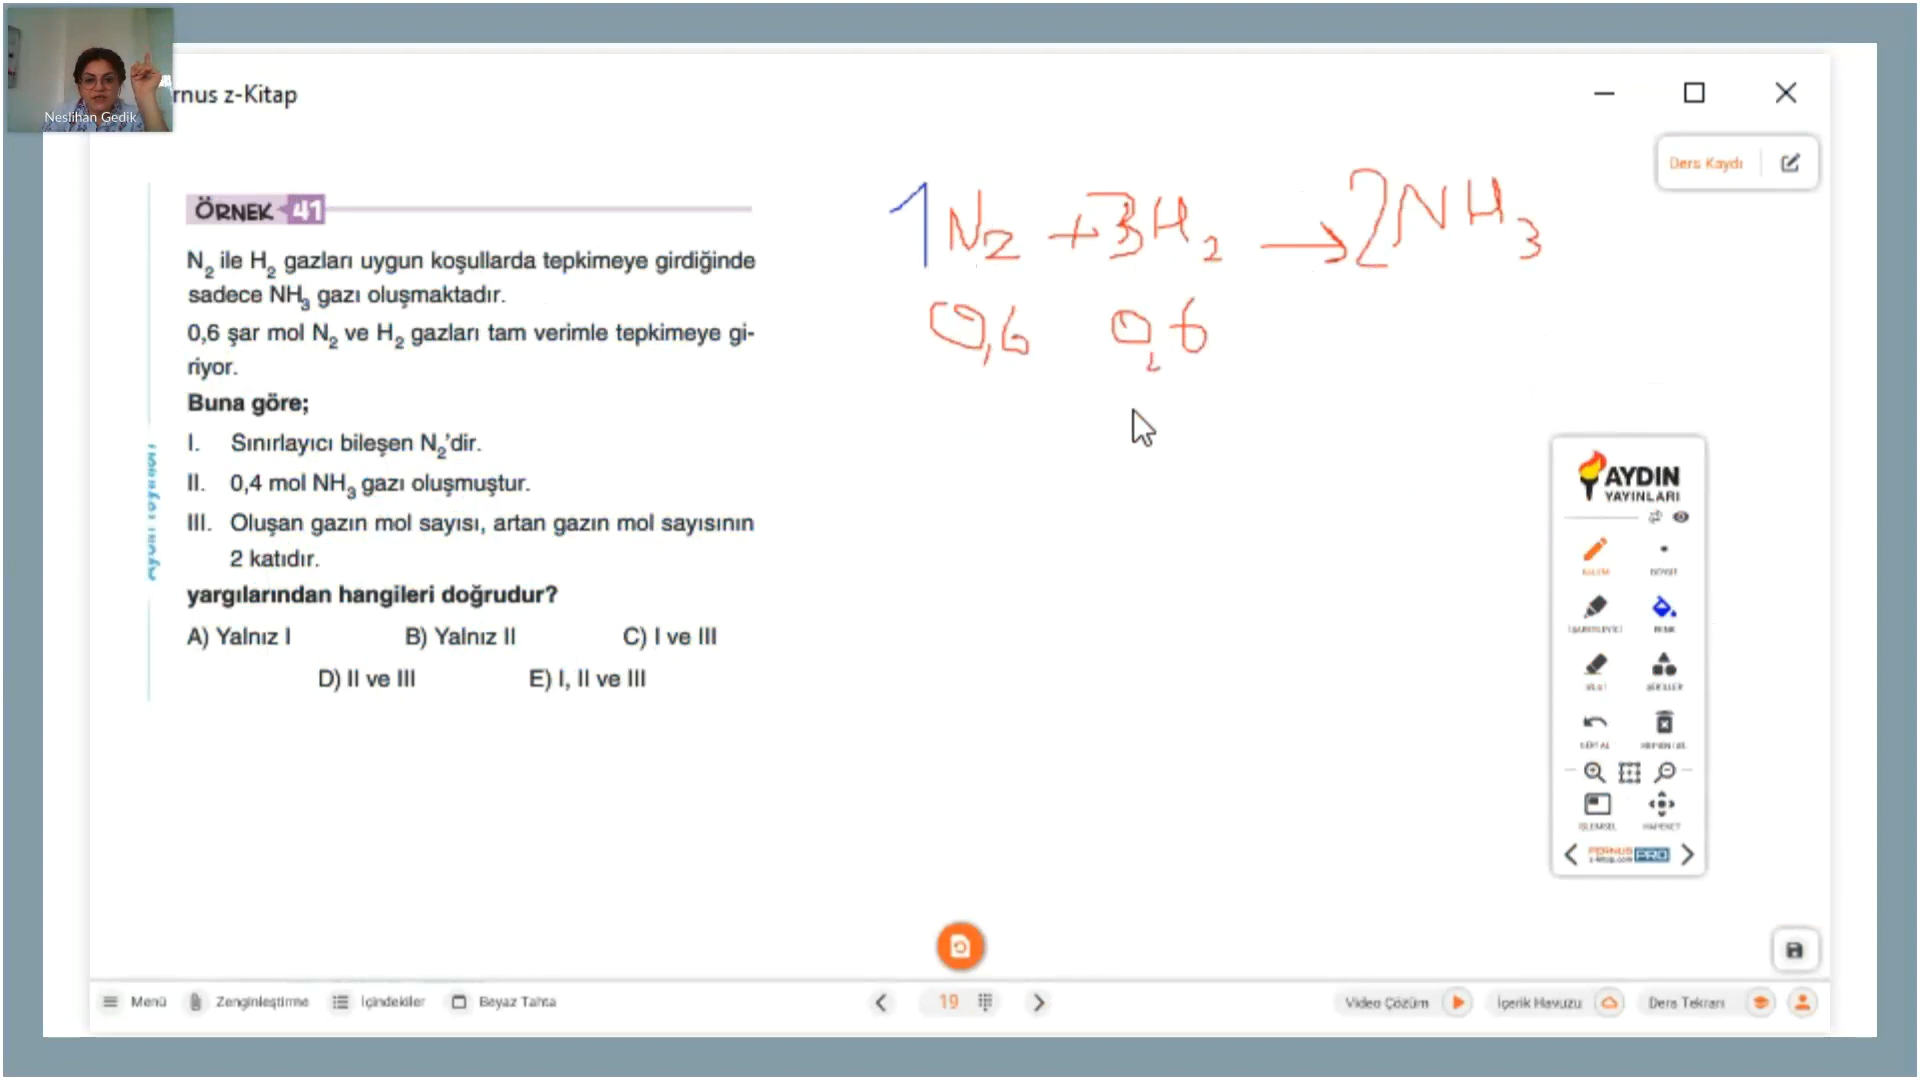 Neslihan Gedik
rnus z-Kitap
Ders Kaydı
ÖRNEK 41
N₂ ile H₂ gazları uygun koşullarda tepkimeye girdiğinde
sadece NH₃ gazı oluşmaktadır.
0,6 şar mol N₂ ve H₂ gazları tam verimle tepkimeye gi-
riyor.
Buna göre;
I. Sınırlayıcı bileşen N₂'dir.
II. 0,4 mol NH₃ gazı oluşmuştur.
III. Oluşan gazın mol sayısı, artan gazın mol sayısının
2 katıdır.
yargılarından hangileri doğrudur?
A) Yalnız I B) Yalnız II C) I ve III
D) II ve III E) I, II ve III
1N₂ + 3H₂ → 2NH₃
0,6 0,6
AYDIN
YAYINLARI
KALEM
RENK
FERNUS PRO
Menü Zenginleştirme İçindekiler Beyaz Tahta 19 Video Çözüm İçerik Havuzu Ders Tekrarı